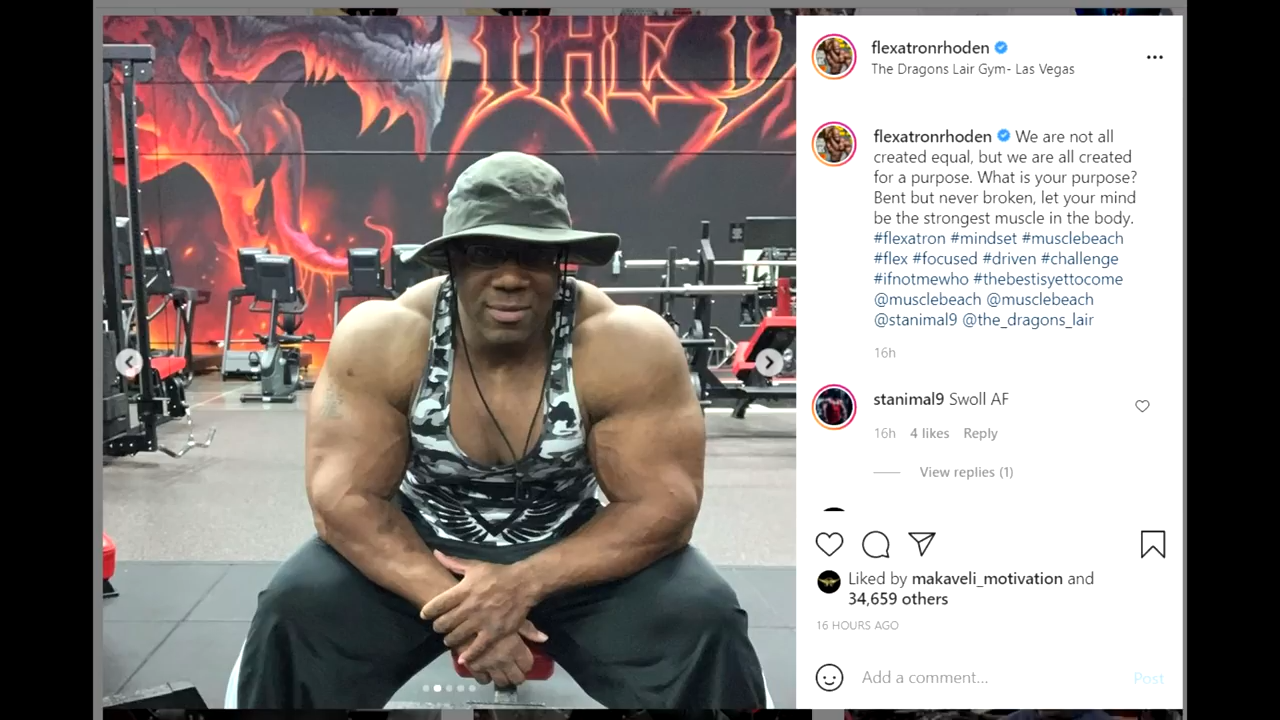 THE D
flexatronrhoden
The Dragons Lair Gym- Las Vegas
flexatronrhoden We are not all
created equal, but we are all created
for a purpose. What is your purpose?
Bent but never broken, let your mind
be the strongest muscle in the body.
#flexatron #mindset #musclebeach
#flex #focused #driven #challenge
#ifnotmewho #thebestisyettocome
@musclebeach @musclebeach
@stanimal9 @the_dragons_lair
16h
stanimal9 Swoll AF
16h 4 likes Reply
View replies (1)
Liked by makaveli_motivation and
34,659 others
16 HOURS AGO
Add a comment... Post